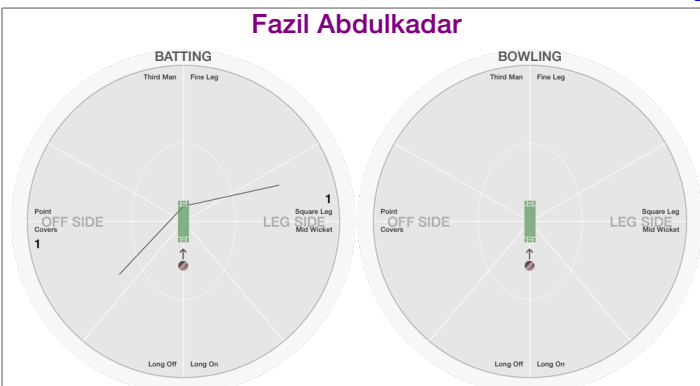 Fazil Abdulkadar
BATTING
Third Man Fine Leg
1
Point
Square Leg
OFF SIDE
LEG SIDE
Covers
Mid Wicket
1
Long Off Long On
BOWLING
Third Man Fine Leg
Point
Square Leg
OFF SIDE
LEG SIDE
Covers
Mid Wicket
Long Off Long On